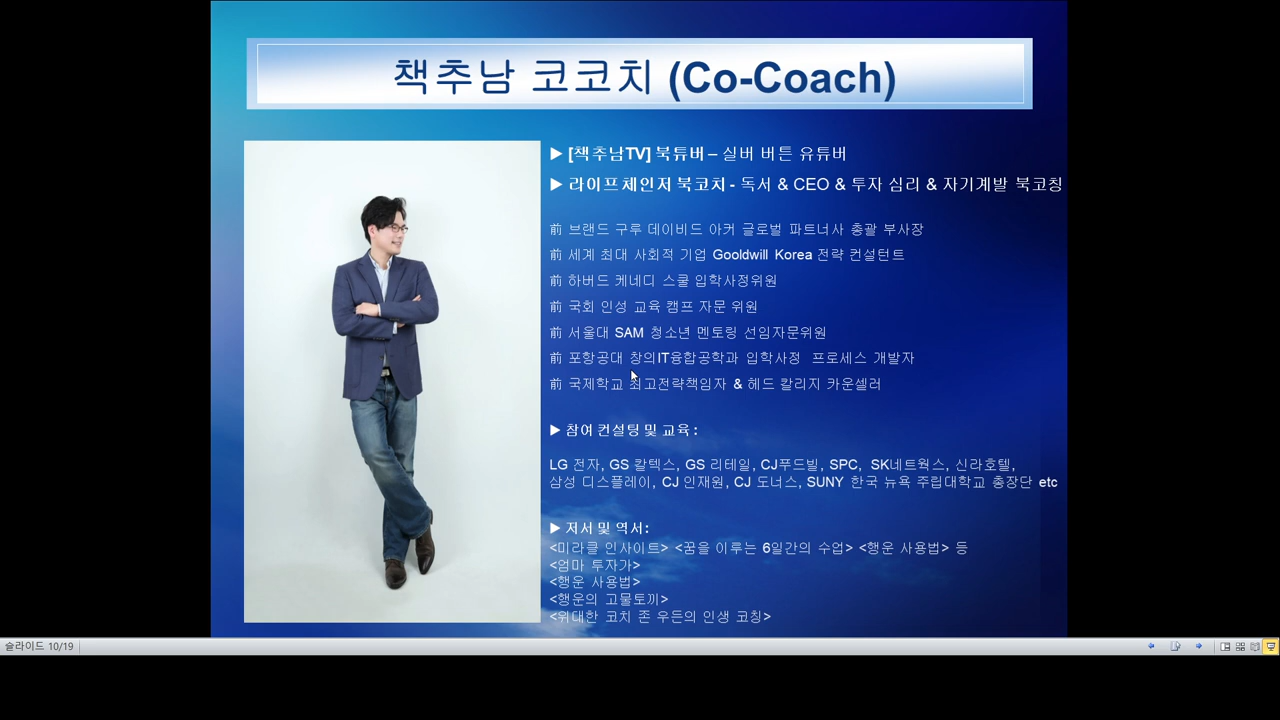 책추남 코코치 (Co-Coach)
▶ [책추남TV] 북튜버 – 실버 버튼 유튜버
▶ 라이프체인저 북코치 - 독서 & CEO & 투자 심리 & 자기계발 북코칭
前 브랜드 구루 데이비드 아커 글로벌 파트너사 총괄 부사장
前 세계 최대 사회적 기업 Gooldwill Korea 전략 컨설턴트
前 하버드 케네디 스쿨 입학사정위원
前 국회 인성 교육 캠프 자문 위원
前 서울대 SAM 청소년 멘토링 선임자문위원
前 포항공대 창의IT융합공학과 입학사정 프로세스 개발자
前 국제학교 최고전략책임자 & 헤드 칼리지 카운셀러
▶ 참여 컨설팅 및 교육 :
LG 전자, GS 칼텍스, GS 리테일, CJ푸드빌, SPC, SK네트웍스, 신라호텔,
삼성 디스플레이, CJ 인재원, CJ 도너스, SUNY 한국 뉴욕 주립대학교 총장단 etc
▶ 저서 및 역서:
<미라클 인사이트> <꿈을 이루는 6일간의 수업> <행운 사용법> 등
<엄마 투자가>
<행운 사용법>
<행운의 고물토끼>
<위대한 코치 존 우든의 인생 코칭>
슬라이드 10/19